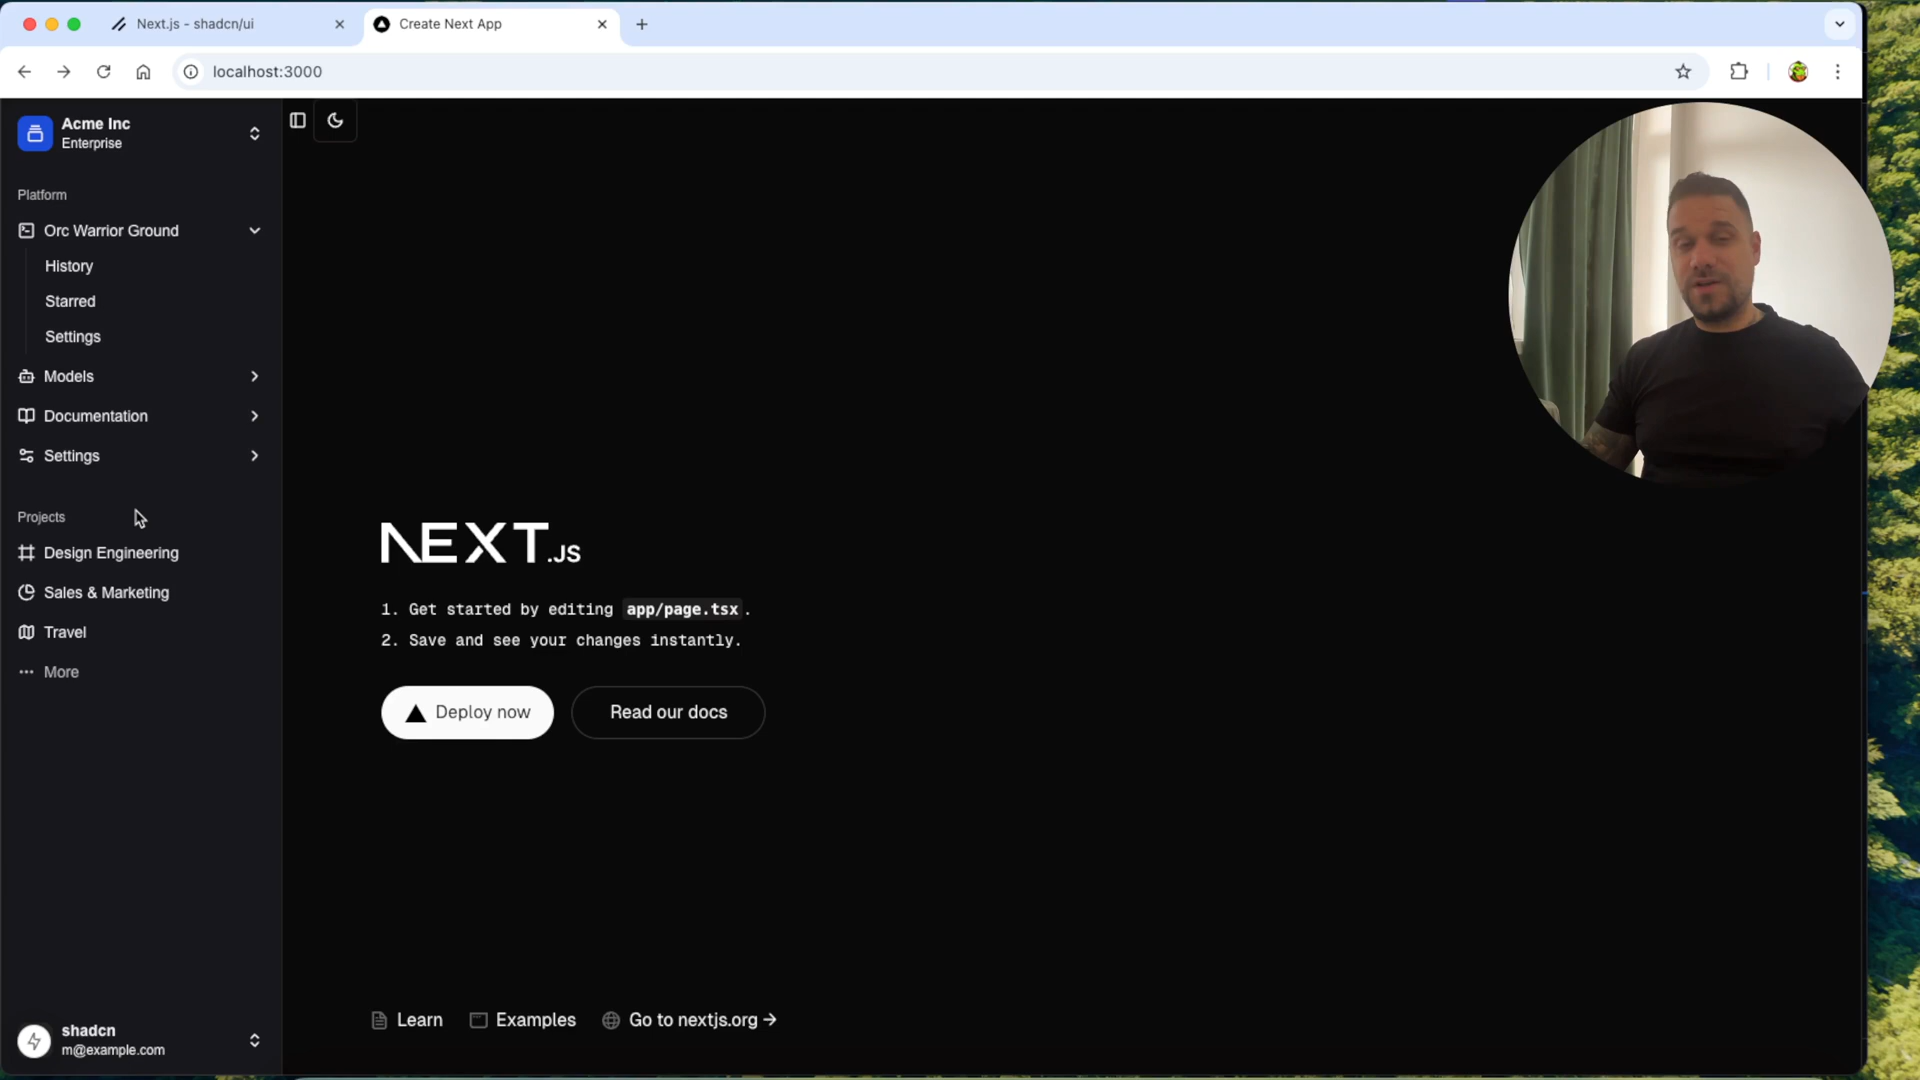 Next.js - shadcn/ui
Create Next App
localhost:3000
Acme Inc
Enterprise
Platform
Orc Warrior Ground
History
Starred
Settings
Models
Documentation
Settings
Projects
Design Engineering
Sales & Marketing
Travel
More
NEXT.JS
1. Get started by editing app/page.tsx.
2. Save and see your changes instantly.
Deploy now
Read our docs
Learn
Examples
Go to nextjs.org →
shadcn
m@example.com